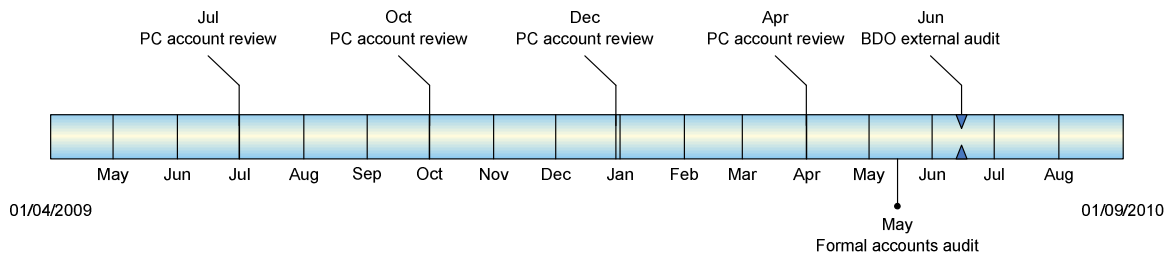 Jul
PC account review
Oct
PC account review
Dec
PC account review
Apr
PC account review
Jun
BDO external audit
May Jun Jul Aug Sep Oct Nov Dec Jan Feb Mar Apr May Jun Jul Aug
01/04/2009
01/09/2010
May
Formal accounts audit